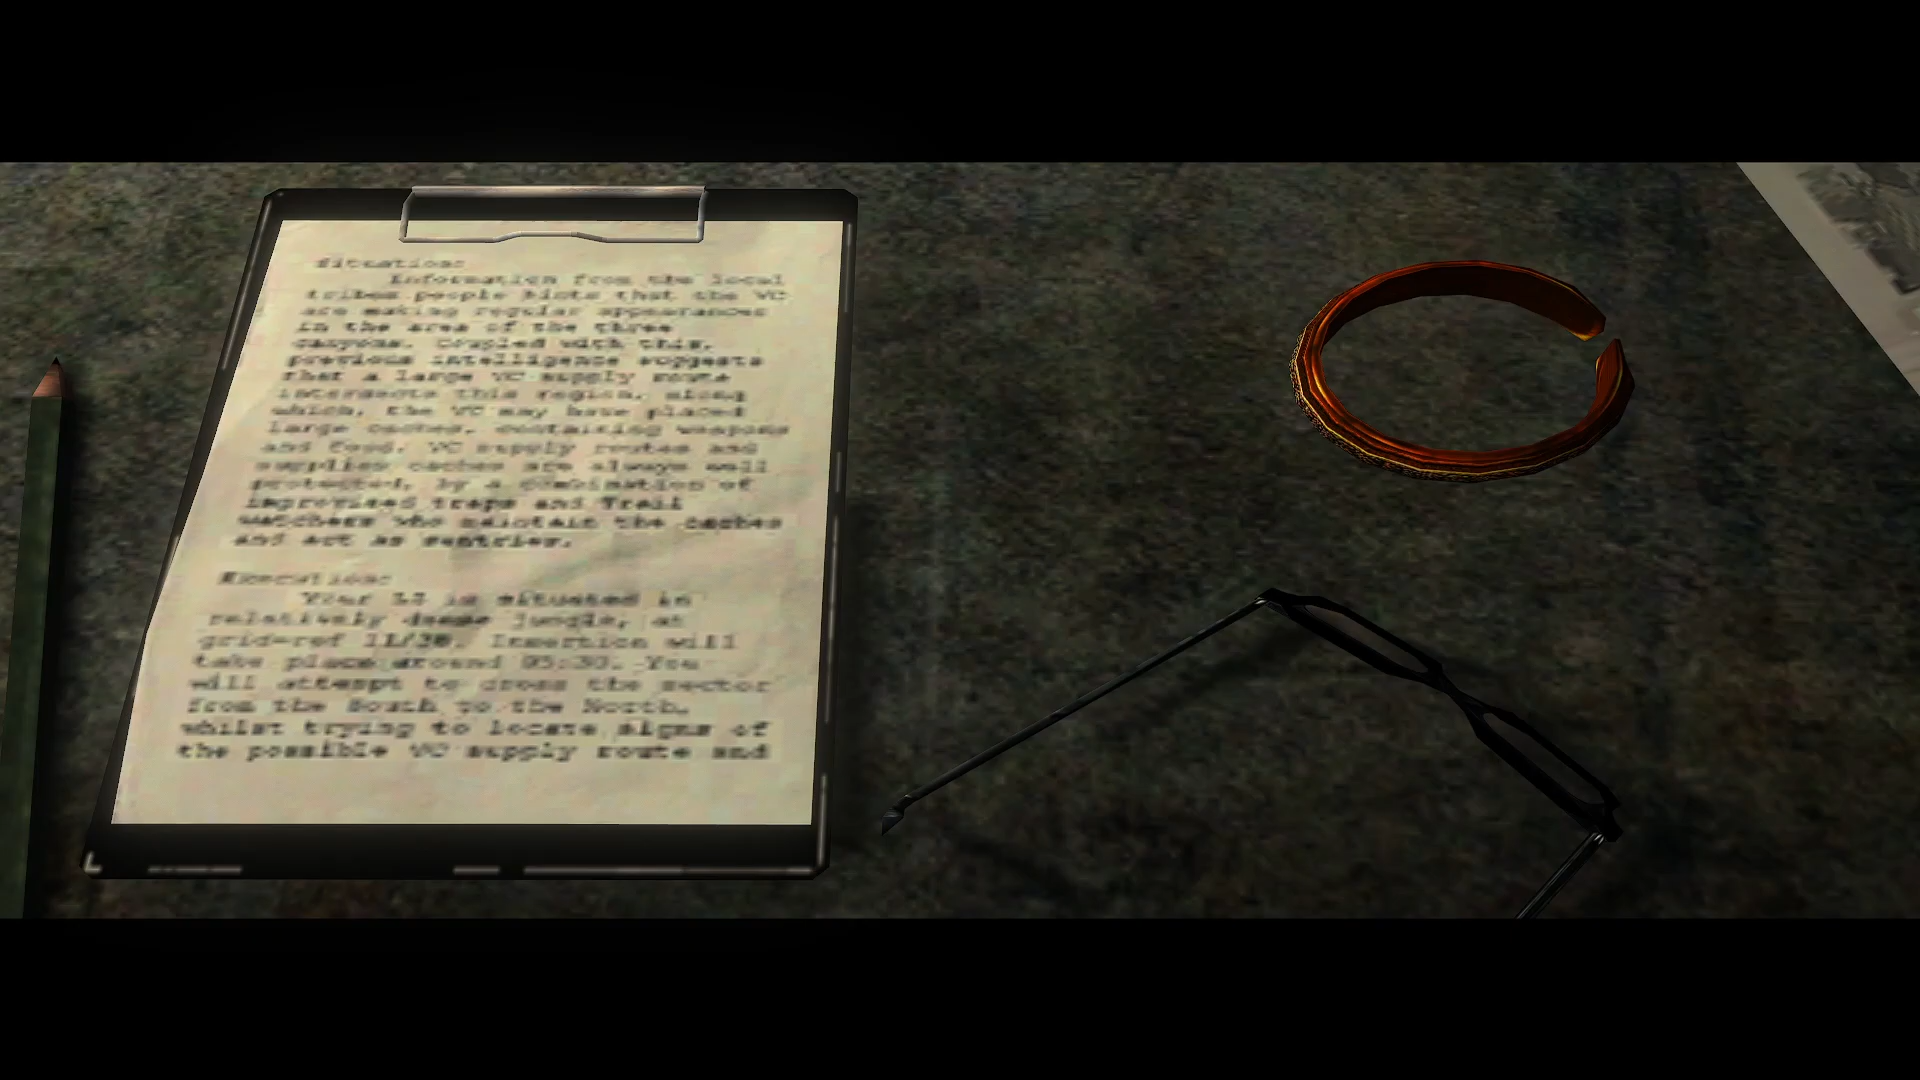 Situation:
Information from the local
tribes people hints that the VC
are making regular appearances
in the area of the three
canyons. Coupled with this,
previous intelligence suggests
that a large VC supply route
intersects this region, along
which, the VC may have placed
large caches, containing weapons
and food. VC supply routes and
supplies caches are always well
protected, by a combination of
improvised traps and Trail
watchers who maintain the caches
and act as sentries.
Execution:
Your LZ is situated in
relatively dense jungle, at
grid-ref 11/30. Insertion will
take place around 05:30. You
will attempt to cross the sector
from the South to the North,
whilst trying to locate signs of
the possible VC supply route and